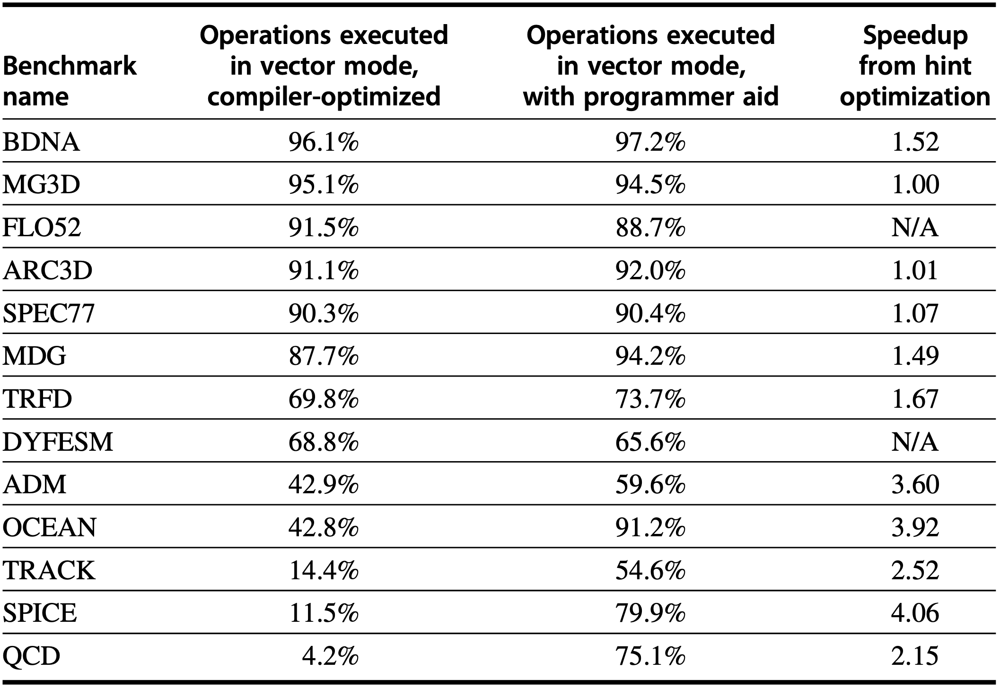 Benchmark name Operations executed in vector mode, compiler-optimized Operations executed in vector mode, with programmer aid Speedup from hint optimization
BDNA 96.1% 97.2% 1.52
MG3D 95.1% 94.5% 1.00
FLO52 91.5% 88.7% N/A
ARC3D 91.1% 92.0% 1.01
SPEC77 90.3% 90.4% 1.07
MDG 87.7% 94.2% 1.49
TRFD 69.8% 73.7% 1.67
DYFESM 68.8% 65.6% N/A
ADM 42.9% 59.6% 3.60
OCEAN 42.8% 91.2% 3.92
TRACK 14.4% 54.6% 2.52
SPICE 11.5% 79.9% 4.06
QCD 4.2% 75.1% 2.15